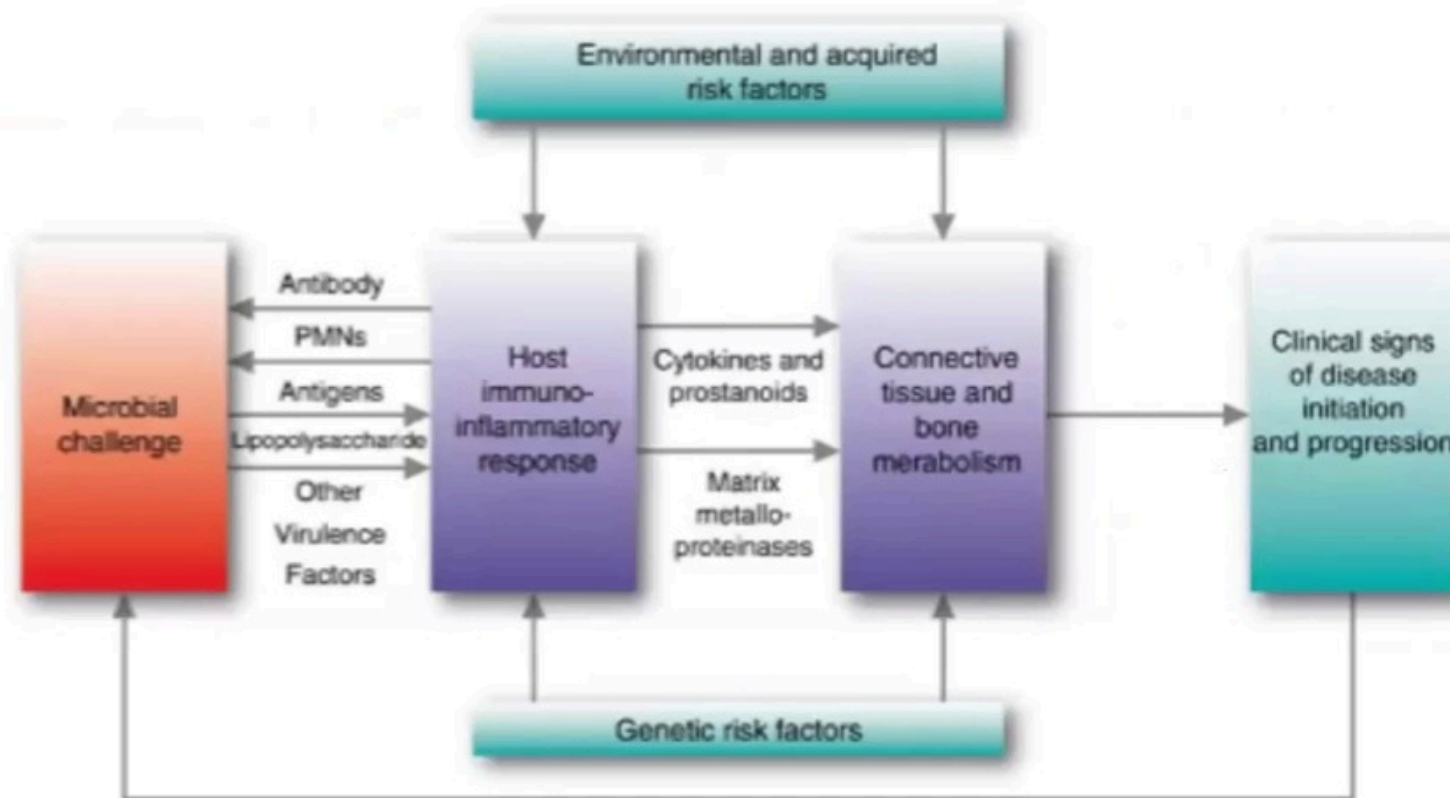 Environmental and acquired
risk factors
Microbial
challenge
Antibody
PMNs
Antigens
Lipopolysaccharide
Other
Virulence
Factors
Host
immuno-
inflammatory
response
Cytokines and
prostanoids
Matrix
metallo-
proteinases
Connective
tissue and
bone
merabolism
Clinical signs
of disease
initiation
and progression
Genetic risk factors